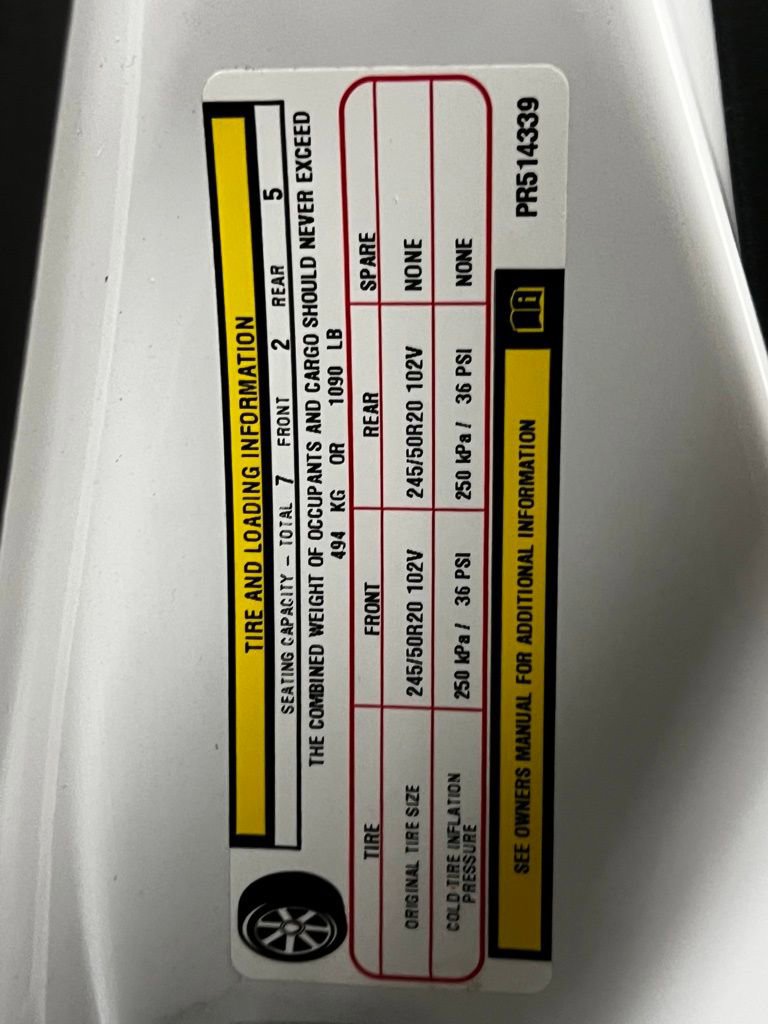 TIRE AND LOADING INFORMATION
SEATING CAPACITY - TOTAL 7 FRONT 2 REAR 5
THE COMBINED WEIGHT OF OCCUPANTS AND CARGO SHOULD NEVER EXCEED
494 KG OR 1090 LB
TIRE FRONT REAR SPARE
ORIGINAL TIRE SIZE 245/50R20 102V 245/50R20 102V NONE
COLD TIRE INFLATION PRESSURE 250 kPa/ 36 PSI 250 kPa/ 36 PSI NONE
SEE OWNERS MANUAL FOR ADDITIONAL INFORMATION
PR514339